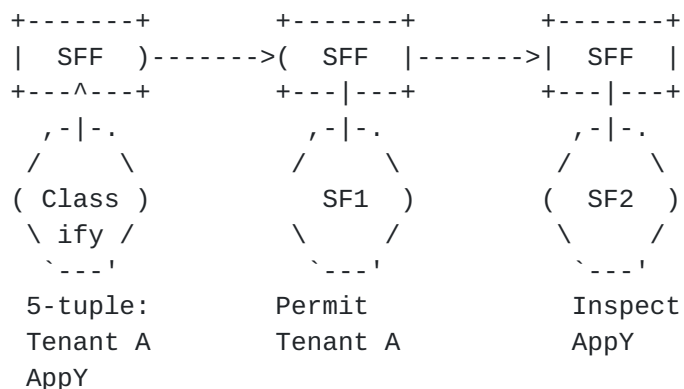 +-------+ +-------+ +-------+
| SFF )------->( SFF |------->| SFF |
+---^---+ +---|---+ +---|---+
,-|-. ,-|-. ,-|-.
/ \ / \ / \
( Class ) SF1 ) ( SF2 )
\ ify / \ / \ /
`---' `---' `---'
5-tuple: Permit Inspect
Tenant A Tenant A AppY
AppY